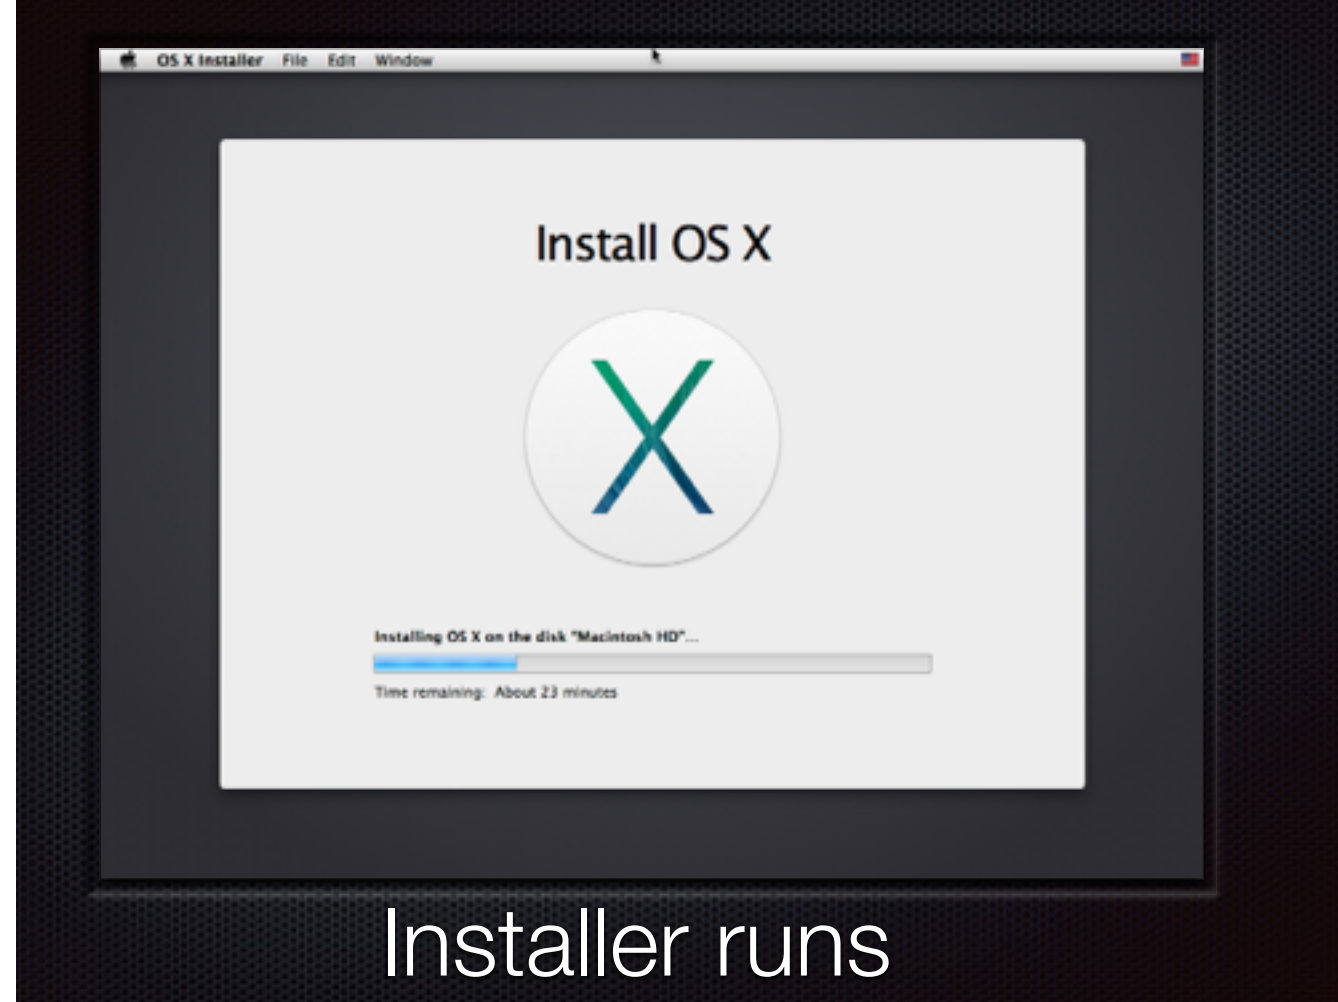 OS X Installer File Edit Window
Install OS X
X
Installing OS X on the disk "Macintosh HD"...
Time remaining: About 23 minutes
Installer runs